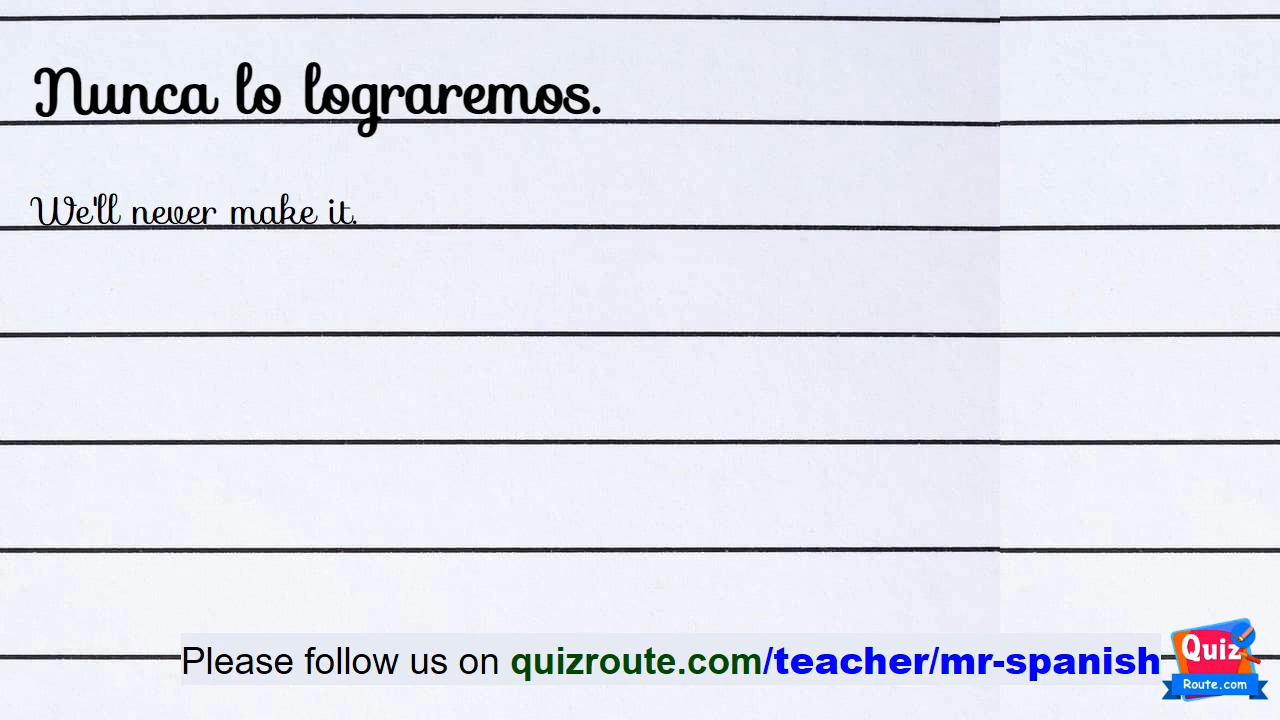 Nunca lo lograremos.
We'll never make it.
Please follow us on quizroute.com/teacher/mr-spanish
Quiz
Route.com